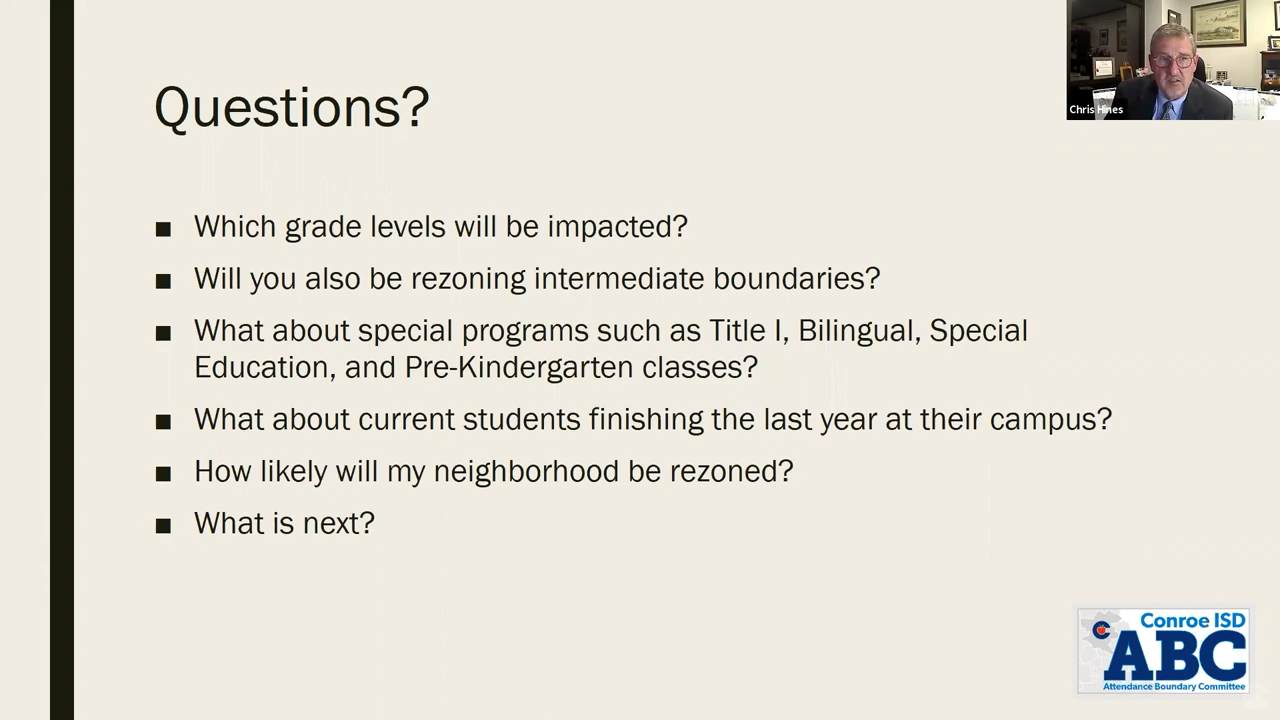 Questions?
Chris Hines
■ Which grade levels will be impacted?
■ Will you also be rezoning intermediate boundaries?
■ What about special programs such as Title I, Bilingual, Special
Education, and Pre-Kindergarten classes?
■ What about current students finishing the last year at their campus?
■ How likely will my neighborhood be rezoned?
■ What is next?
Conroe ISD
ABC
Attendance Boundary Committee